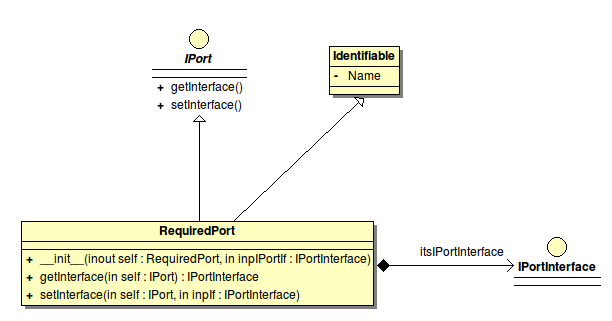 IPort
+ getInterface()
+ setInterface()
Identifiable
- Name
RequiredPort
+ __init__(inout self : RequiredPort, in inpIPortIf : IPortInterface)
+ getInterface(in self : IPort) : IPortInterface
+ setInterface(in self : IPort, in inpIf : IPortInterface)
itsIPortInterface
IPortInterface